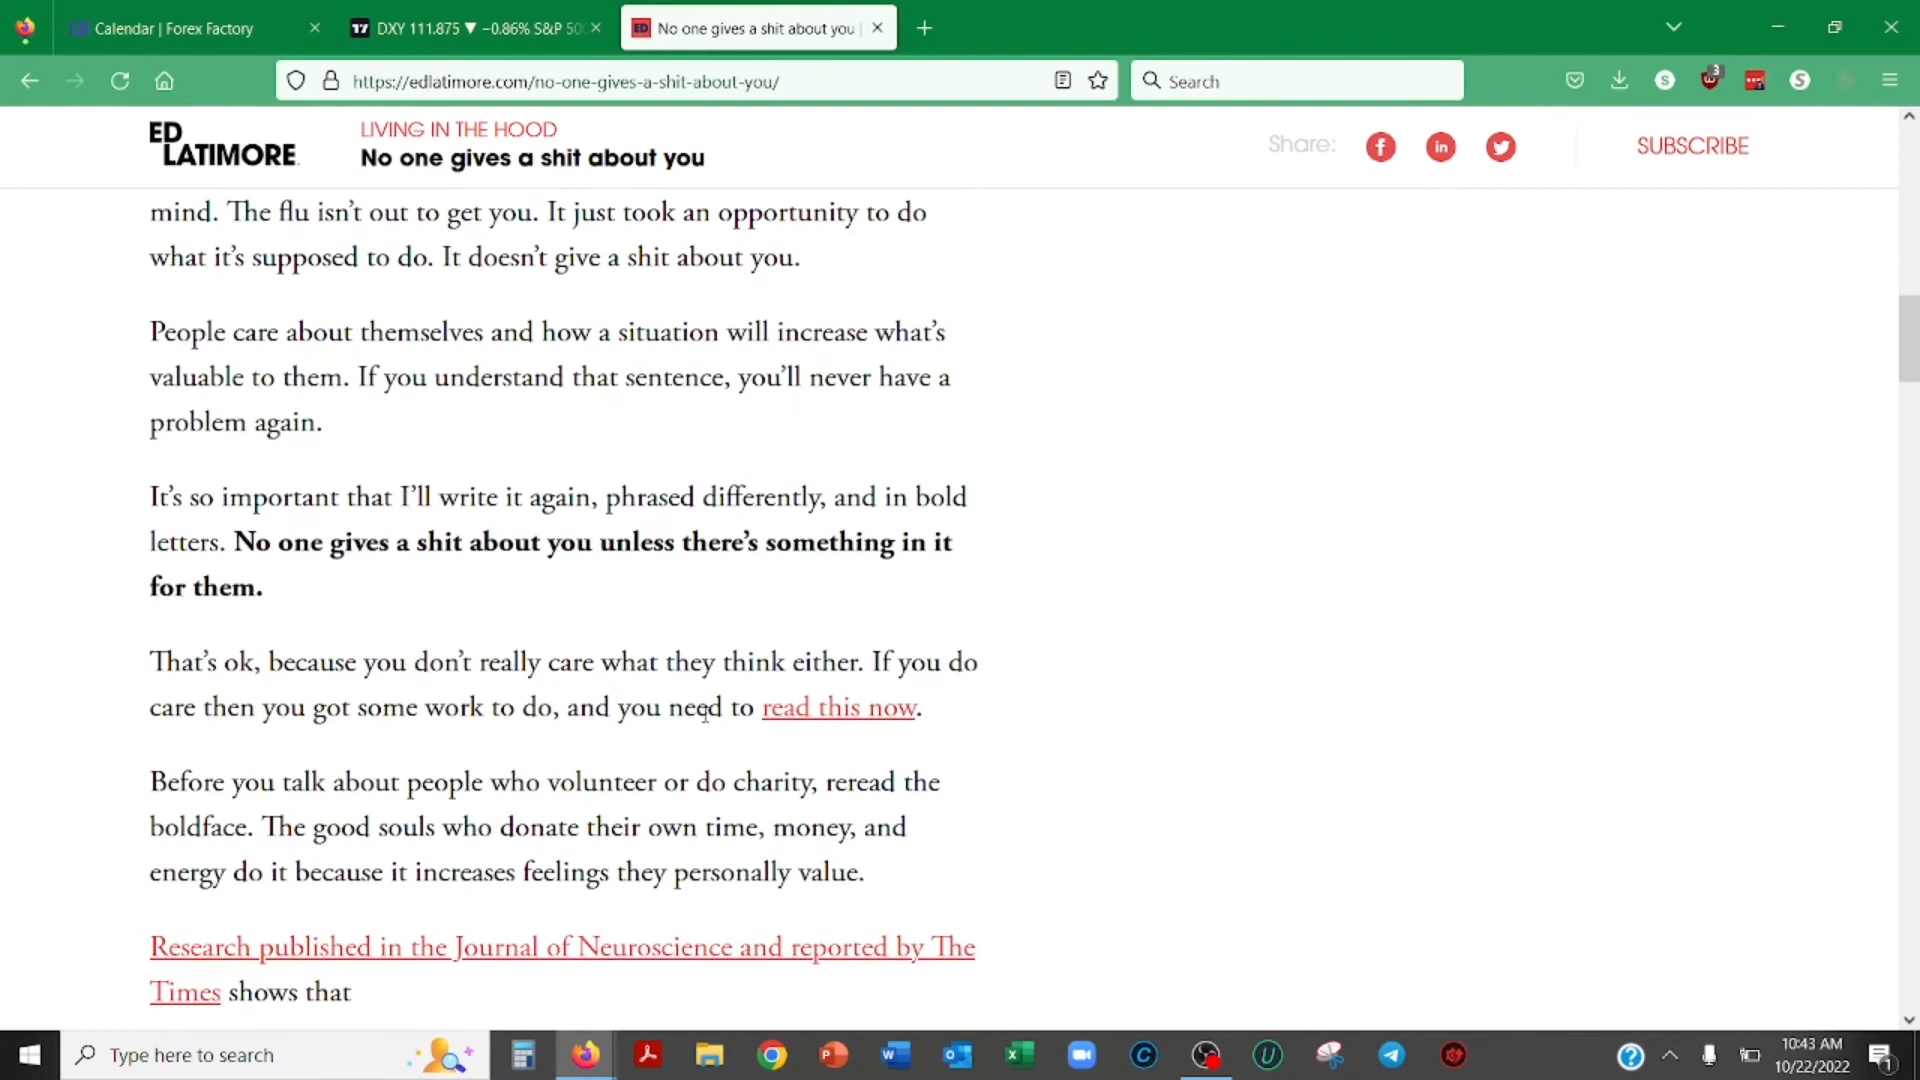 Calendar | Forex Factory
DXY 111.875 ▼ −0.86% S&P 50
No one gives a shit about you |
https://edlatimore.com/no-one-gives-a-shit-about-you/
Search
3
ED
LATIMORE
LIVING IN THE HOOD
No one gives a shit about you
Share:
SUBSCRIBE
mind. The flu isn’t out to get you. It just took an opportunity to do
what it’s supposed to do. It doesn’t give a shit about you.
People care about themselves and how a situation will increase what’s
valuable to them. If you understand that sentence, you’ll never have a
problem again.
It’s so important that I’ll write it again, phrased differently, and in bold
letters. No one gives a shit about you unless there’s something in it
for them.
That’s ok, because you don’t really care what they think either. If you do
care then you got some work to do, and you need to read this now.
Before you talk about people who volunteer or do charity, reread the
boldface. The good souls who donate their own time, money, and
energy do it because it increases feelings they personally value.
Research published in the Journal of Neuroscience and reported by The
Times shows that
Type here to search
10:43 AM
10/22/2022
1